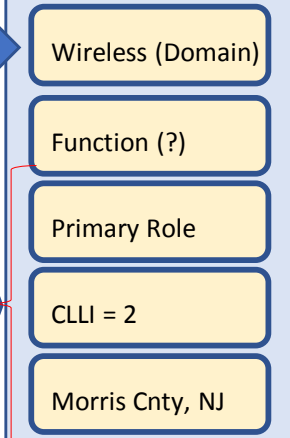 Wireless (Domain)
Function (?)
Primary Role
CLLI = 2
Morris Cnty, NJ